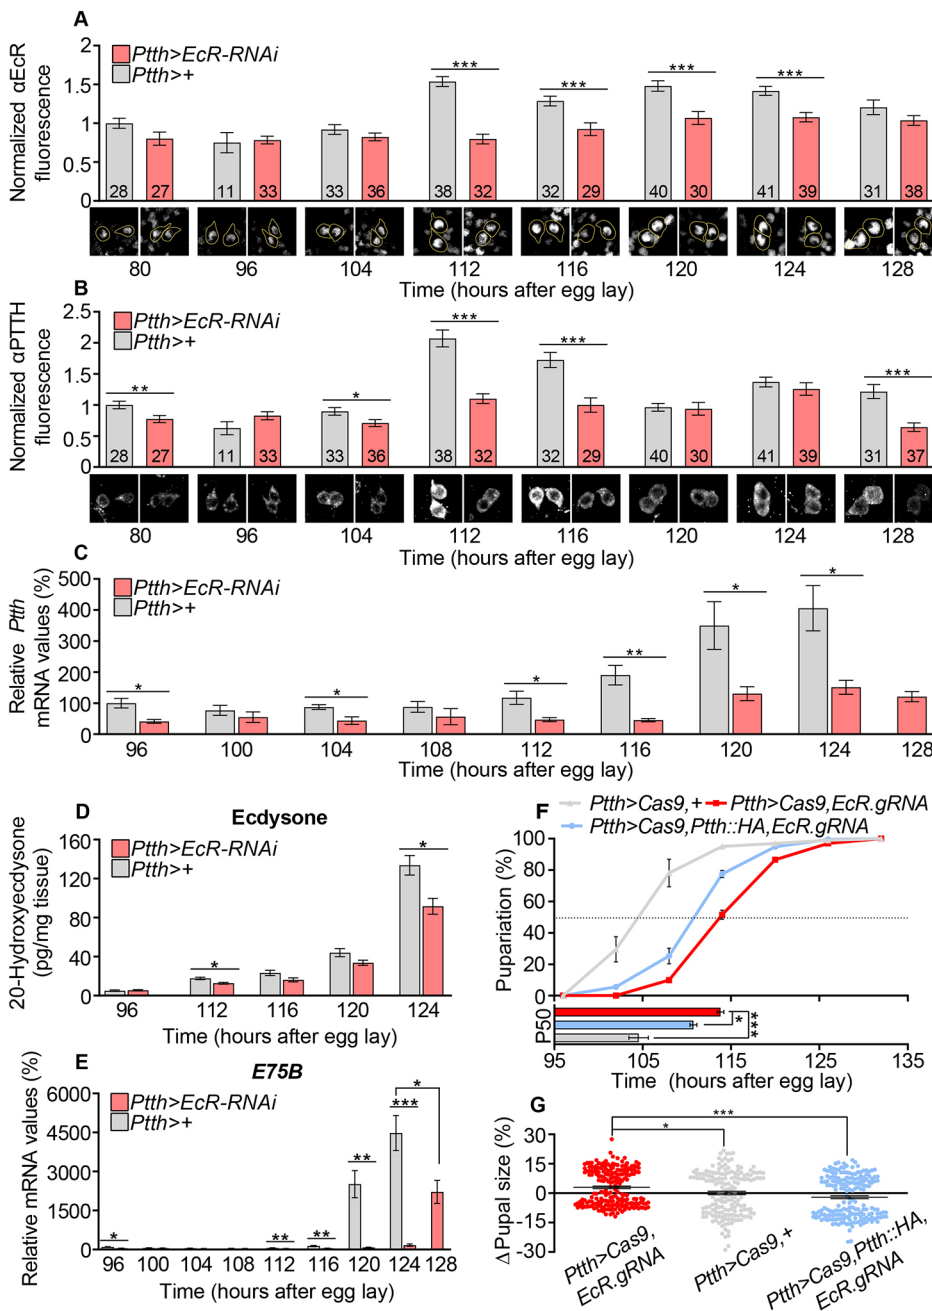 A
Normalized αEcR
fluorescence
2
1.5
1
0.5
0
Ptth>EcR-RNAi
Ptth>+
***
***
***
***
28 27 11 33 33 36 38 32 32 29 40 30 41 39 31 38
80 96 104 112 116 120 124 128
Time (hours after egg lay)
B
Normalized αPTTH
fluorescence
2.5
2
1.5
1
0.5
0
Ptth>EcR-RNAi
Ptth>+
**
*
***
***
***
28 27 11 33 33 36 38 32 32 29 40 30 41 39 31 37
80 96 104 112 116 120 124 128
Time (hours after egg lay)
C
Relative Ptth
mRNA values (%)
500
400
300
200
100
0
Ptth>EcR-RNAi
Ptth>+
*
*
*
**
*
*
96 100 104 108 112 116 120 124 128
Time (hours after egg lay)
D
Ecdysone
20-Hydroxyecdysone
(pg/mg tissue)
160
120
80
40
0
Ptth>EcR-RNAi
Ptth>+
*
*
96 112 116 120 124
Time (hours after egg lay)
E
E75B
Relative mRNA values (%)
6000
4500
3000
1500
0
Ptth>EcR-RNAi
Ptth>+
*
**
**
**
***
*
96 100 104 108 112 116 120 124 128
Time (hours after egg lay)
F
Ptth>Cas9,+ Ptth>Cas9,EcR.gRNA
Ptth>Cas9,Ptth::HA,EcR.gRNA
Pupariation (%)
100
80
60
40
20
0
P50
*
***
95 105 115 125 135
Time (hours after egg lay)
G
Δ Pupal size (%)
30
15
0
-15
-30
***
*
Ptth>Cas9,
EcR.gRNA
Ptth>Cas9,+
Ptth>Cas9,Ptth::HA,
EcR.gRNA